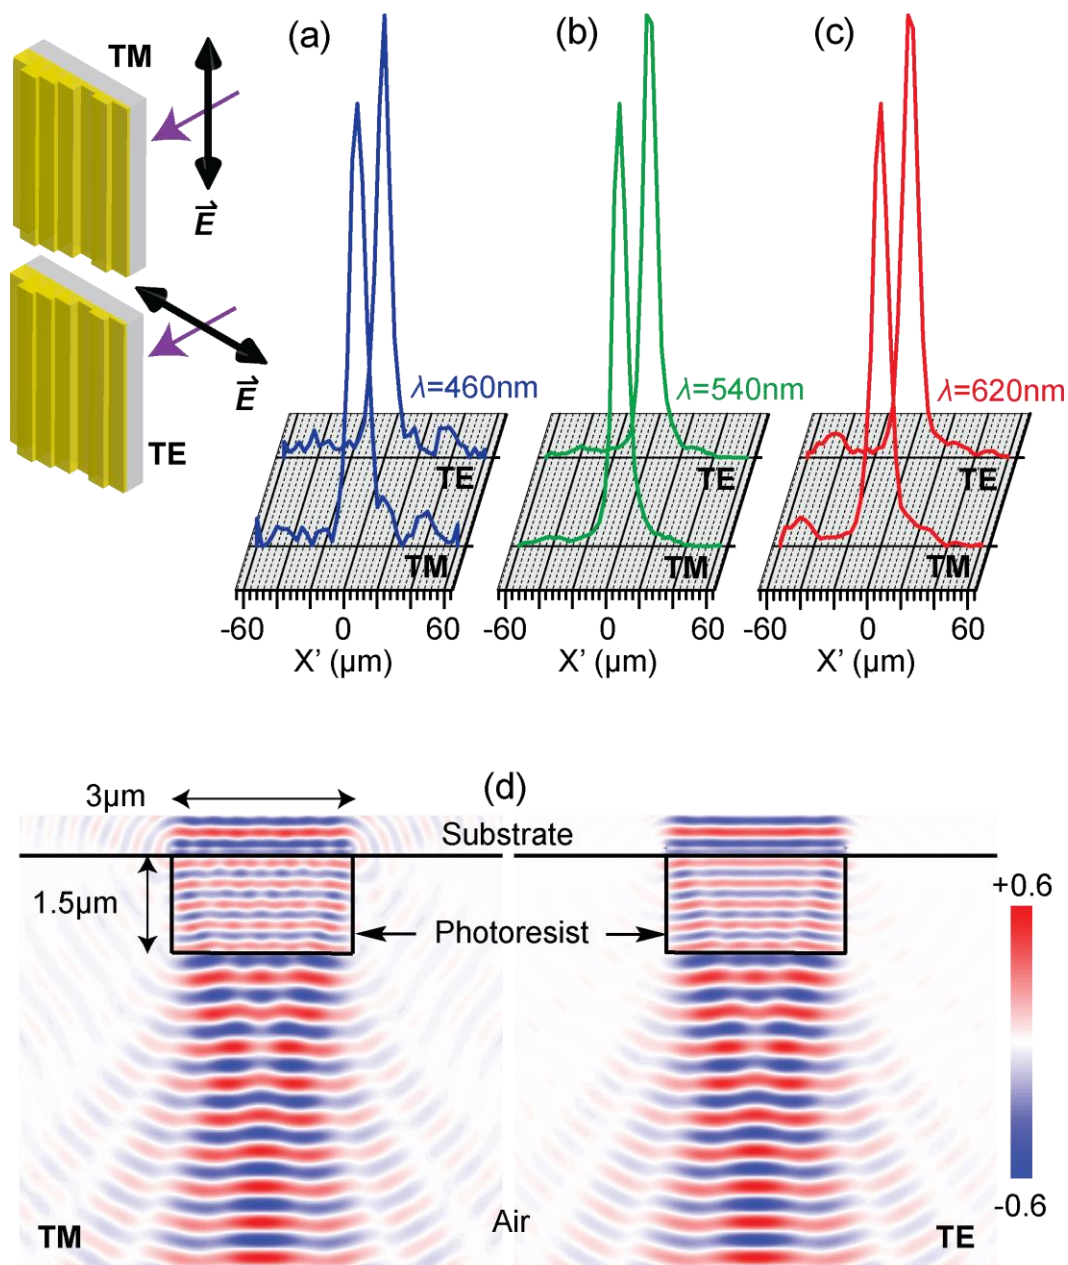 TM
E
TE
E
(a)
(b)
(c)
λ=460nm
λ=540nm
λ=620nm
TE
TE
TE
TM
TM
TM
-60 0 60
-60 0 60
-60 0 60
X' (μm)
X' (μm)
X' (μm)
(d)
3μm
Substrate
1.5μm
Photoresist
+0.6
-0.6
TM
Air
TE